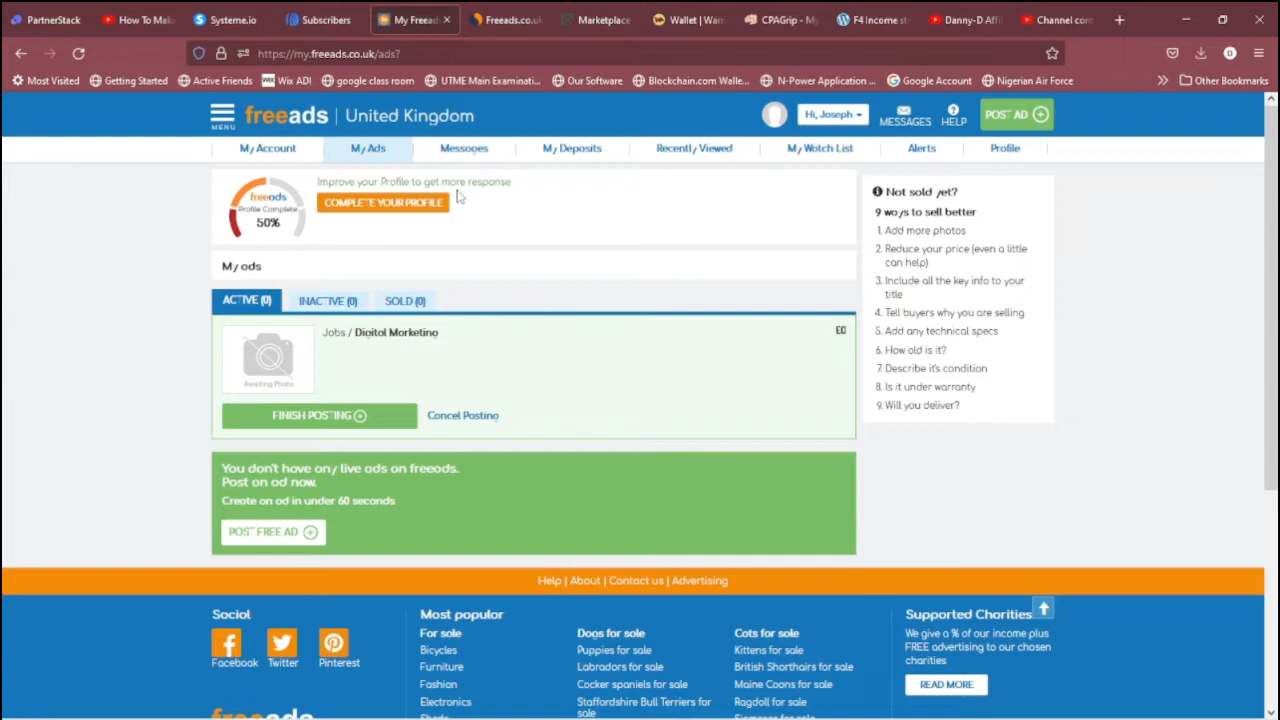 PartnerStack
How To Mak
Systeme.io
Subscribers
My Freead
Freeads.co.uk
Marketplace
Wallet | Warr
CPAGrip - My
F4 Income st
Danny-D Affi
Channel cont
https://my.freeads.co.uk/ads?
Most Visited
Getting Started
Active Friends
Wix ADI
google class room
UTME Main Examinati...
Our Software
Blockchain.com Walle...
N-Power Application ...
Google Account
Nigerian Air Force
Other Bookmarks
MENU
freeads | United Kingdom
Hi, Joseph
MESSAGES
HELP
POST AD
My Account
My Ads
Messages
My Deposits
Recently Viewed
My Watch List
Alerts
Profile
freeads
Profile Complete
50%
Improve your Profile to get more response
COMPLETE YOUR PROFILE
My ads
ACTIVE (0)
INACTIVE (0)
SOLD (0)
Awaiting Photo
Jobs / Digital Marketing
£0
FINISH POSTING
Cancel Posting
You don't have any live ads on freeads.
Post an ad now.
Create an ad in under 60 seconds
POST FREE AD
Not sold yet?
9 ways to sell better
1. Add more photos
2. Reduce your price (even a little
can help)
3. Include all the key info to your
title
4. Tell buyers why you are selling
5. Add any technical specs
6. How old is it?
7. Describe it's condition
8. Is it under warranty
9. Will you deliver?
Help | About | Contact us | Advertising
Social
Facebook
Twitter
Pinterest
freeads
Most popular
For sale
Bicycles
Furniture
Fashion
Electronics
Dogs for sale
Puppies for sale
Labradors for sale
Cocker spaniels for sale
Staffordshire Bull Terriers for
sale
Cats for sale
Kittens for sale
British Shorthairs for sale
Maine Coons for sale
Ragdoll for sale
Supported Charities
We give a % of our income plus
FREE advertising to our chosen
charities
READ MORE